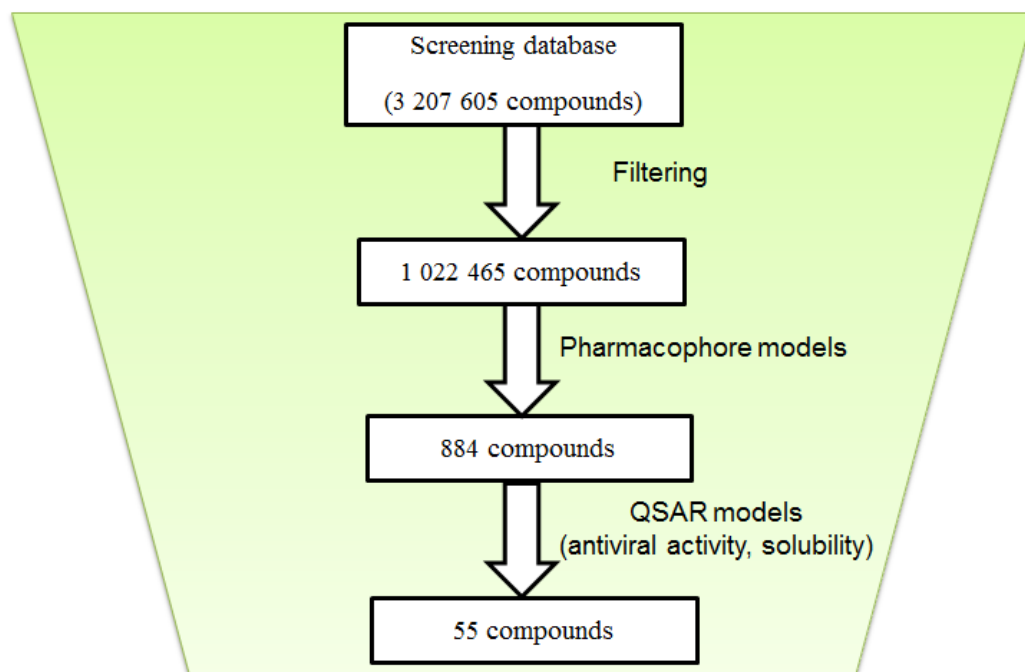 Screening database
(3 207 605 compounds)
Filtering
1 022 465 compounds
Pharmacophore models
884 compounds
QSAR models
(antiviral activity, solubility)
55 compounds